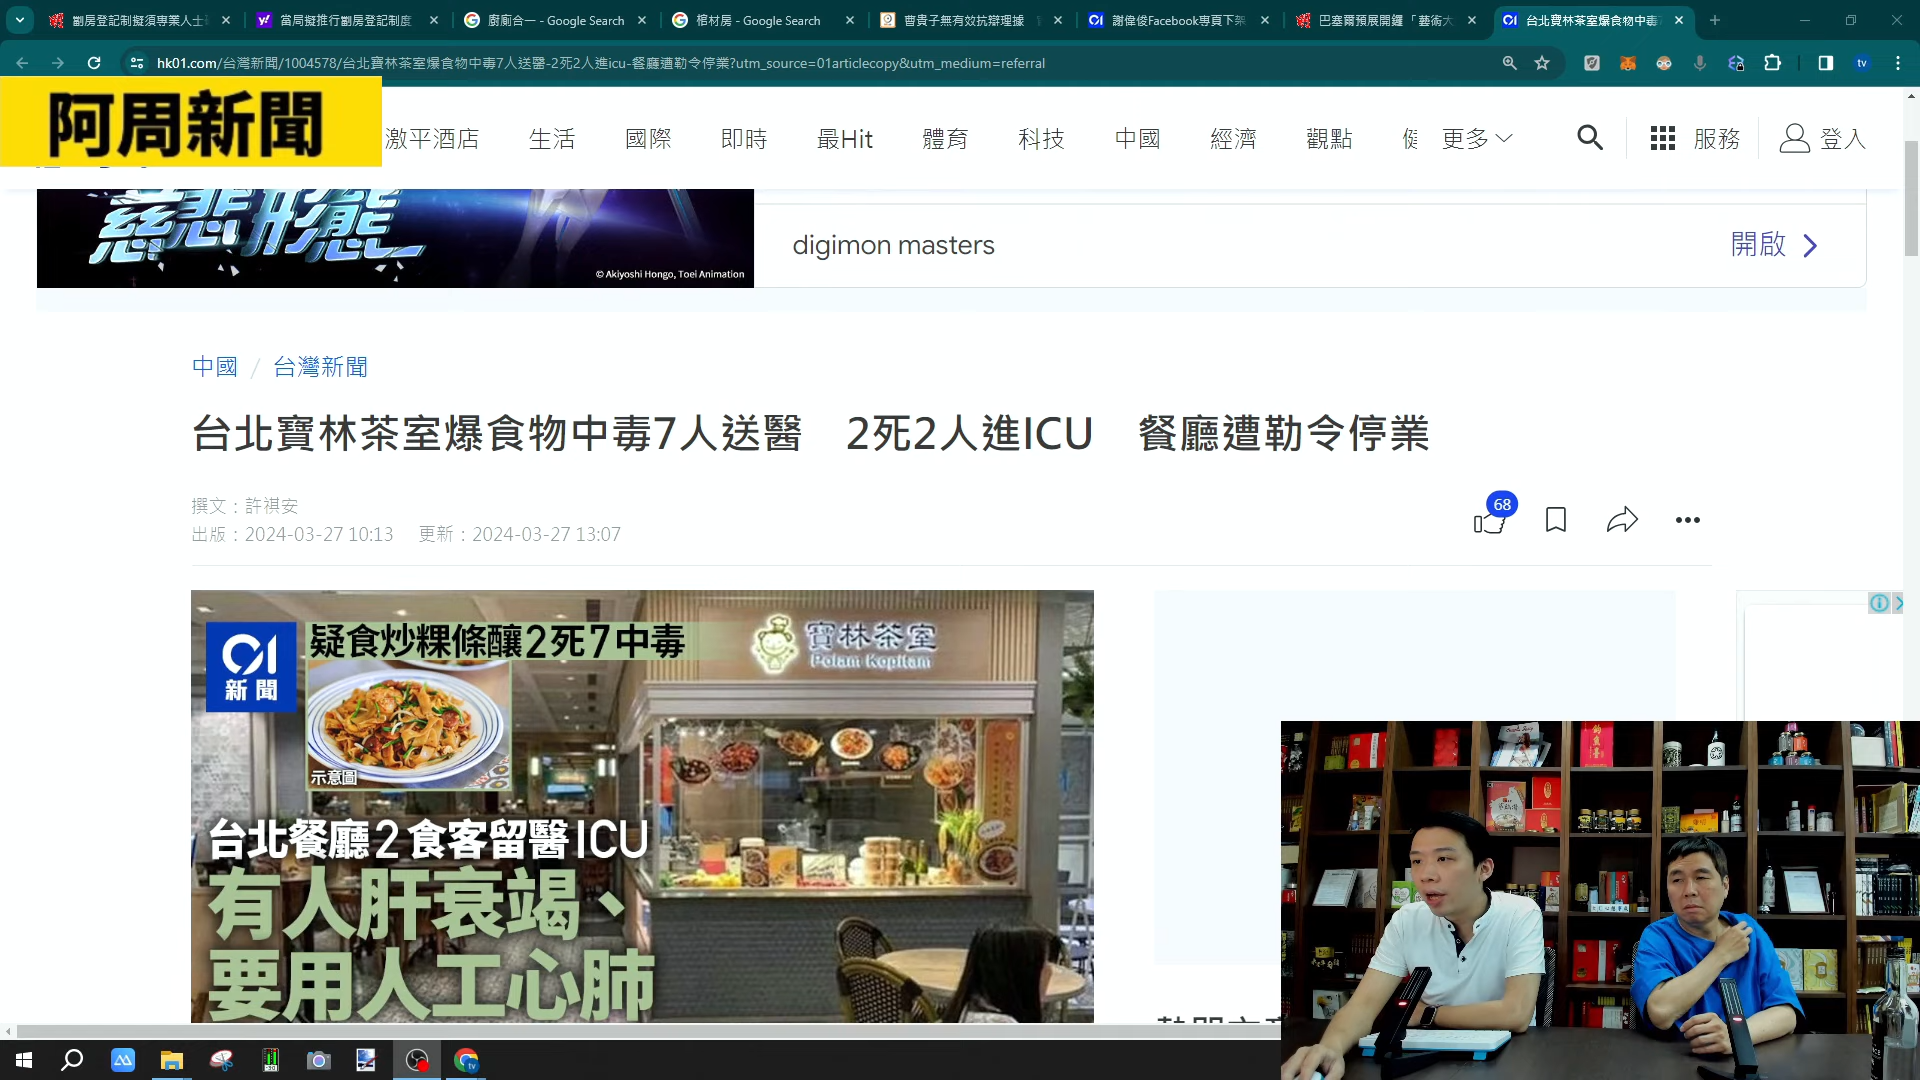 劏房登記制擬須專業人士
當局擬推行劏房登記制度
廚廁合一 - Google Search
棺材房 - Google Search
曹貴子無有效抗辯理據
謝偉俊Facebook專頁下架
巴塞爾預展開鑼「藝術大
台北寶林茶室爆食物中毒7
hk01.com/台灣新聞/1004578/台北寶林茶室爆食物中毒7人送醫-2死2人進icu-餐廳遭勒令停業?utm_source=01articlecopy&utm_medium=referral
tv
阿周新聞
激平酒店
生活
國際
即時
最Hit
體育
科技
中國
經濟
觀點
更多
服務
登入
慈悲形態
© Akiyoshi Hongo, Toei Animation
digimon masters
開啟
中國 / 台灣新聞
台北寶林茶室爆食物中毒7人送醫 2死2人進ICU 餐廳遭勒令停業
撰文：許祺安
出版：2024-03-27 10:13 更新：2024-03-27 13:07
68
01
新聞
疑食炒粿條釀2死7中毒
寶林茶室
Polam Kopitam
示意圖
台北餐廳2食客留醫ICU
有人肝衰竭、
要用人工心肺